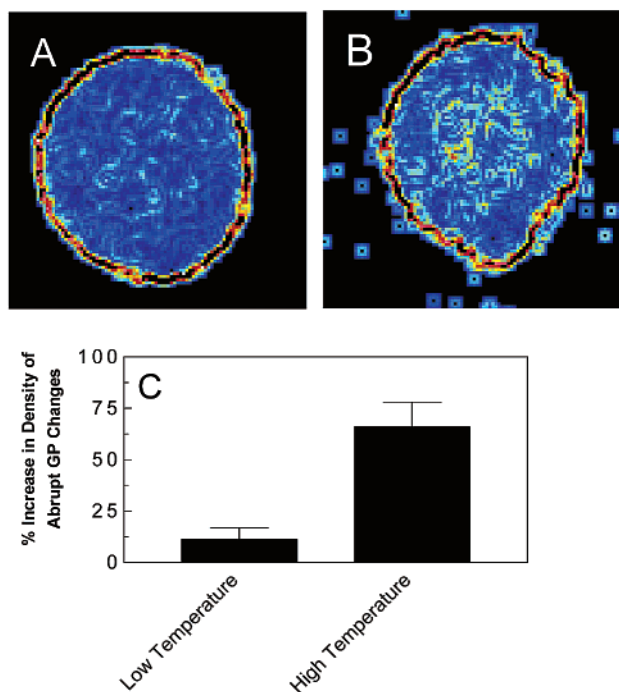 A
B
C
% Increase in Density of
Abrupt GP Changes
100
75
50
25
0
Low Temperature
High Temperature